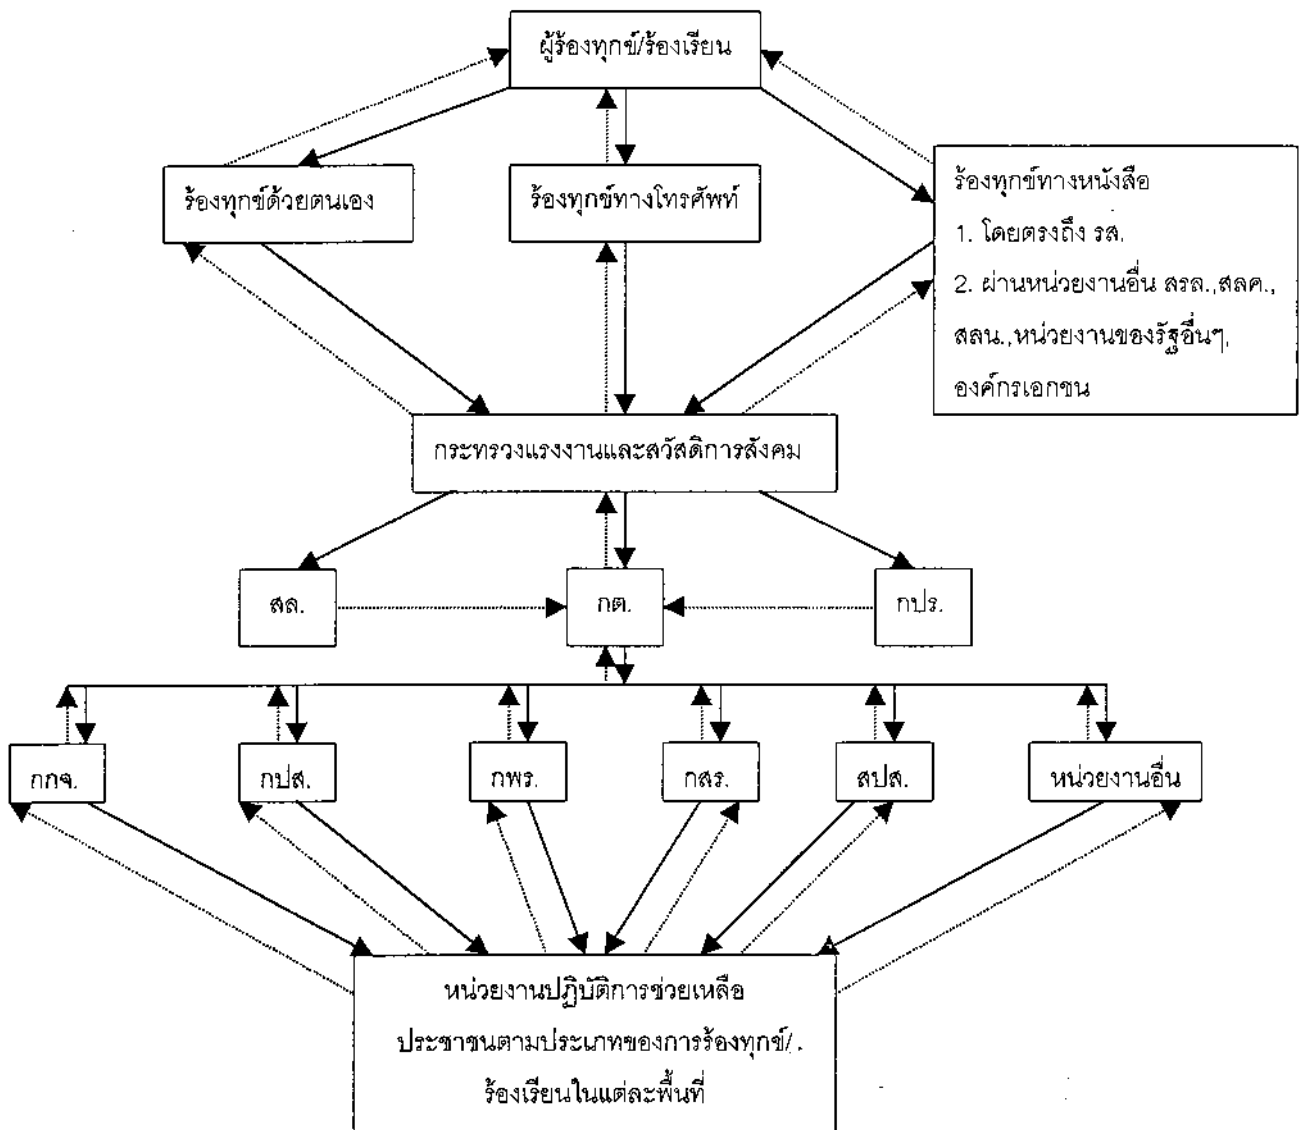 ผู้ร้องทุกข์/ร้องเรียน
ร้องทุกข์ด้วยตนเอง
ร้องทุกข์ทางโทรศัพท์
ร้องทุกข์ทางหนังสือ
1. โดยตรงถึง รส.
2. ผ่านหน่วยงานอื่น สรล.,สลค.,
สลน.,หน่วยงานของรัฐอื่นๆ,
องค์กรเอกชน
กระทรวงแรงงานและสวัสดิการสังคม
สล.
กต.
กปร.
กกจ.
กปส.
กพร.
กสร.
สปส.
หน่วยงานอื่น
หน่วยงานปฏิบัติการช่วยเหลือ
ประชาชนตามประเภทของการร้องทุกข์/
ร้องเรียนในแต่ละพื้นที่